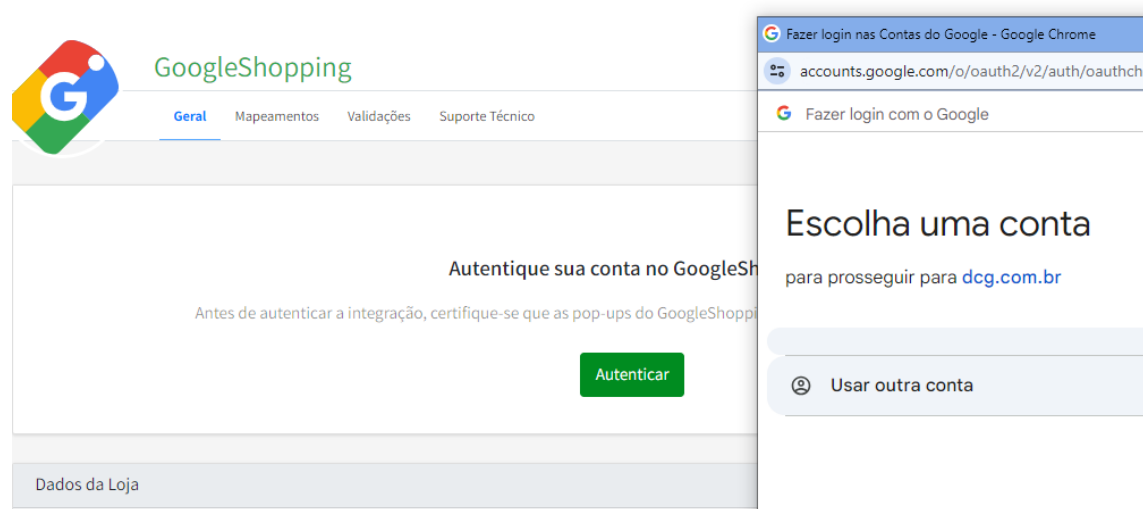 GoogleShopping
Geral Mapeamentos Validações Suporte Técnico
Autentique sua conta no GoogleSh
Antes de autenticar a integração, certifique-se que as pop-ups do GoogleShoppi
Autenticar
Dados da Loja
Fazer login nas Contas do Google - Google Chrome
accounts.google.com/o/oauth2/v2/auth/oauthch
Fazer login com o Google
Escolha uma conta
para prosseguir para dcg.com.br
Usar outra conta